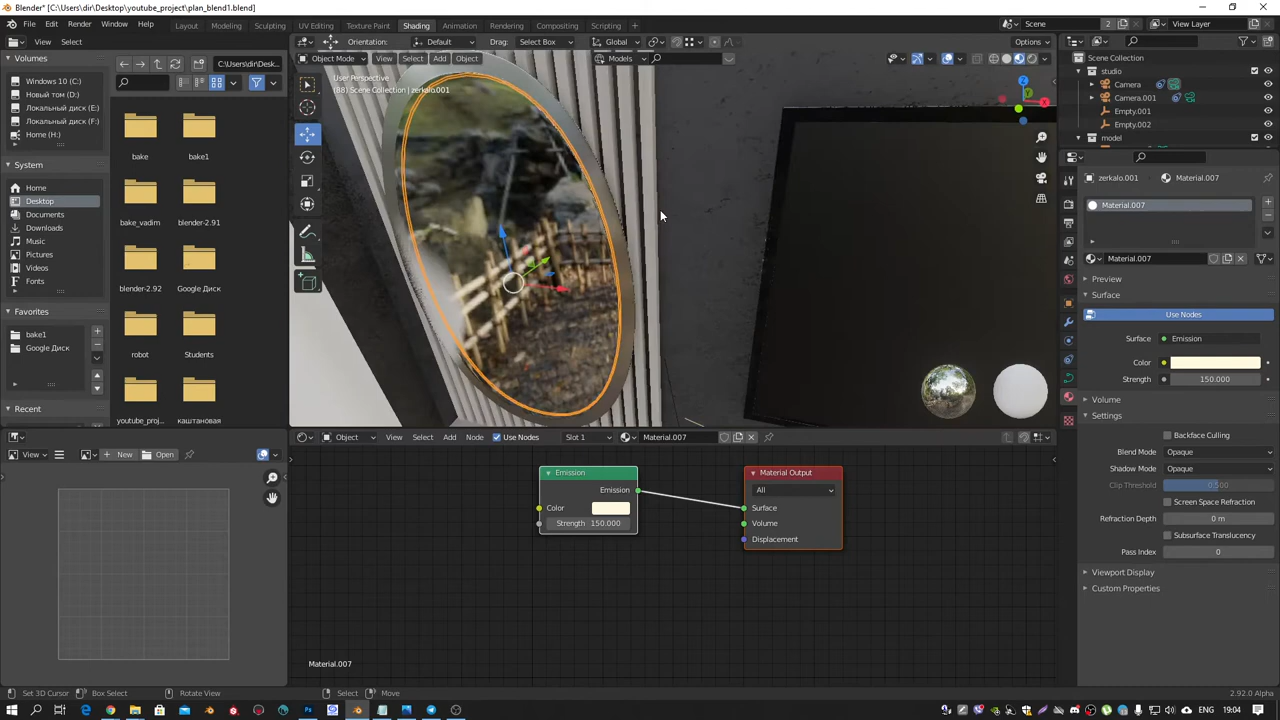 Blender* [C:\Users\dir\Desktop\youtube_project\plan_blend1.blend]
File Edit Render Window Help Layout Modeling Sculpting UV Editing Texture Paint Shading Animation Rendering Compositing Scripting Scene 2 View Layer
View Select Orientation: Default Drag: Select Box Global Options
Volumes C:\Users\dir\Desk... Object Mode View Select Add Object Models
User Perspective
(88) Scene Collection | zerkalo.001
Windows 10 (C:)
Новый том (D:)
Локальный диск (E:)
Локальный диск (F:)
Home (H:)
System
Home
Desktop
Documents
Downloads
Music
Pictures
Videos
Fonts
Favorites
bake1
Google Диск
Recent
bake bake1
bake_vadim blender-2.91
blender-2.92 Google Диск
robot Students
youtube_proj... каштановая
Z
X
Scene Collection
studio
Camera
Camera.001
Empty.001
Empty.002
model
zerkalo.001 Material.007
Material.007
Material.007
Preview
Surface
Use Nodes
Surface Emission
Color
Strength 150.000
Volume
Settings
Backface Culling
Blend Mode Opaque
Shadow Mode Opaque
Clip Threshold 0.500
Screen Space Refraction
Refraction Depth 0 m
Subsurface Translucency
Pass Index 0
Viewport Display
Custom Properties
View New Open
Object View Select Add Node Use Nodes Slot 1 Material.007
Emission
Emission
Color
Strength 150.000
Material Output
All
Surface
Volume
Displacement
Material.007
Set 3D Cursor Box Select Rotate View Select Move 2.92.0 Alpha
ENG 19:04